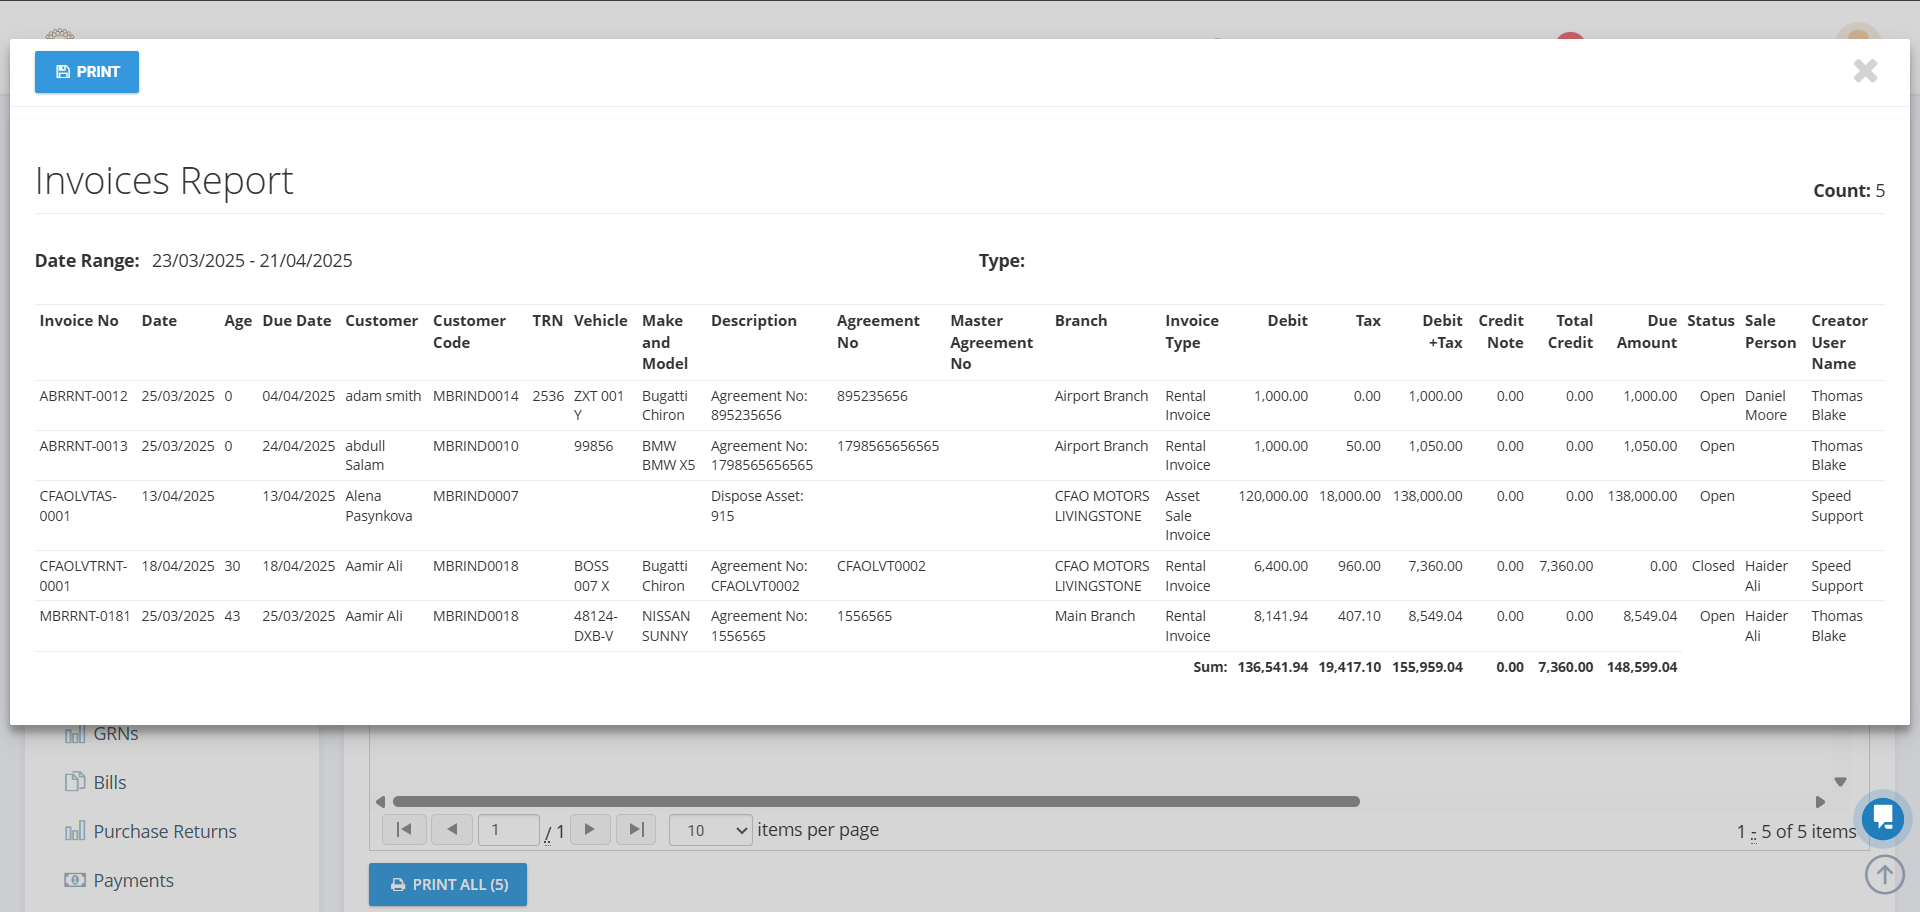 PRINT
Invoices Report
Count: 5
Date Range: 23/03/2025 - 21/04/2025
Type:
Invoice No Date Age Due Date Customer Customer Code TRN Vehicle Make and Model Description Agreement No Master Agreement No Branch Invoice Type Debit Tax Debit +Tax Credit Note Total Credit Due Amount Status Sale Person Creator User Name
ABRRNT-0012 25/03/2025 0 04/04/2025 adam smith MBRIND0014 2536 ZXT 001 Y Bugatti Chiron Agreement No: 895235656 895235656 Airport Branch Rental Invoice 1,000.00 0.00 1,000.00 0.00 0.00 1,000.00 Open Daniel Moore Thomas Blake
ABRRNT-0013 25/03/2025 0 24/04/2025 abdull Salam MBRIND0010 99856 BMW BMW X5 Agreement No: 1798565656565 1798565656565 Airport Branch Rental Invoice 1,000.00 50.00 1,050.00 0.00 0.00 1,050.00 Open Thomas Blake
CFAOLVTAS-0001 13/04/2025 13/04/2025 Alena Pasynkova MBRIND0007 Dispose Asset: 915 CFAO MOTORS LIVINGSTONE Asset Sale Invoice 120,000.00 18,000.00 138,000.00 0.00 0.00 138,000.00 Open Speed Support
CFAOLVTRNT-0001 18/04/2025 30 18/04/2025 Aamir Ali MBRIND0018 BOSS 007 X Bugatti Chiron Agreement No: CFAOLVT0002 CFAOLVT0002 CFAO MOTORS LIVINGSTONE Rental Invoice 6,400.00 960.00 7,360.00 0.00 7,360.00 0.00 Closed Haider Ali Speed Support
MBRRNT-0181 25/03/2025 43 25/03/2025 Aamir Ali MBRIND0018 48124-DXB-V NISSAN SUNNY Agreement No: 1556565 1556565 Main Branch Rental Invoice 8,141.94 407.10 8,549.04 0.00 0.00 8,549.04 Open Haider Ali Thomas Blake
Sum: 136,541.94 19,417.10 155,959.04 0.00 7,360.00 148,599.04
GRNs
Bills
Purchase Returns
Payments
1 / 1 10 items per page
1 - 5 of 5 items
PRINT ALL (5)